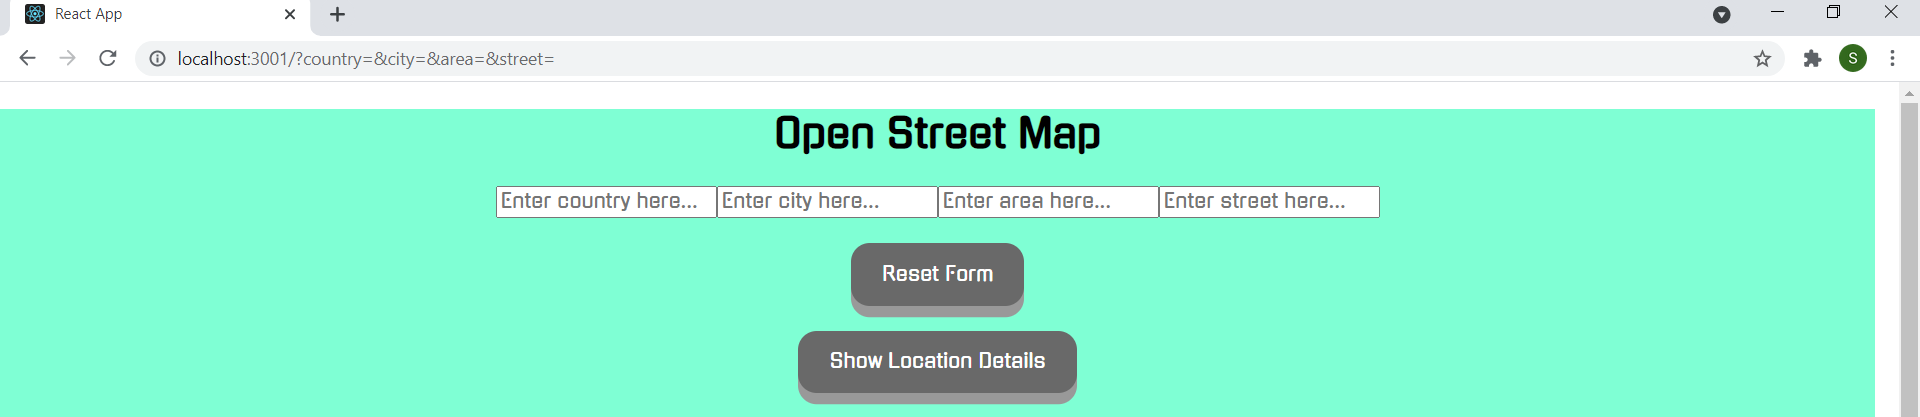 React App
localhost:3001/?country=&city=&area=&street=
S
Open Street Map
Enter country here... Enter city here... Enter area here... Enter street here...
Reset Form
Show Location Details